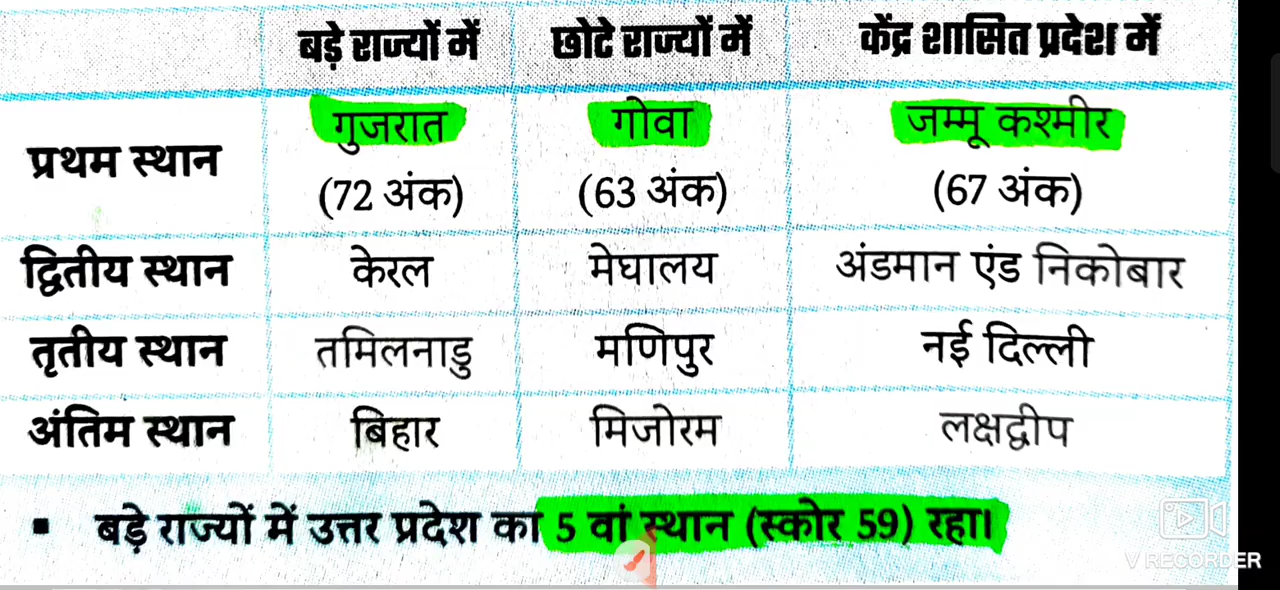 बड़े राज्यों में छोटे राज्यों में केंद्र शासित प्रदेश में
गुजरात गोवा जम्मू कश्मीर
प्रथम स्थान
(72 अंक) (63 अंक) (67 अंक)
द्वितीय स्थान केरल मेघालय अंडमान एंड निकोबार
तृतीय स्थान तमिलनाडु मणिपुर नई दिल्ली
अंतिम स्थान बिहार मिजोरम लक्षद्वीप
▪ बड़े राज्यों में उत्तर प्रदेश का 5 वां स्थान (स्कोर 59) रहा।
V RECORDER